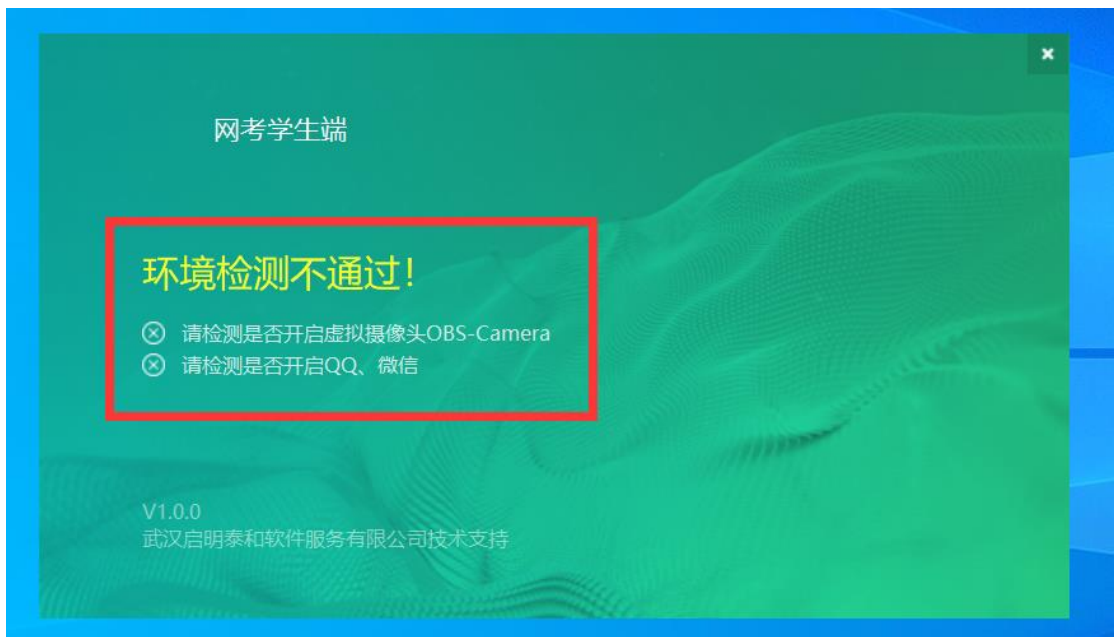 网考学生端
环境检测不通过!
请检测是否开启虚拟摄像头OBS-Camera
请检测是否开启QQ、微信
V1.0.0
武汉启明泰和软件服务有限公司技术支持